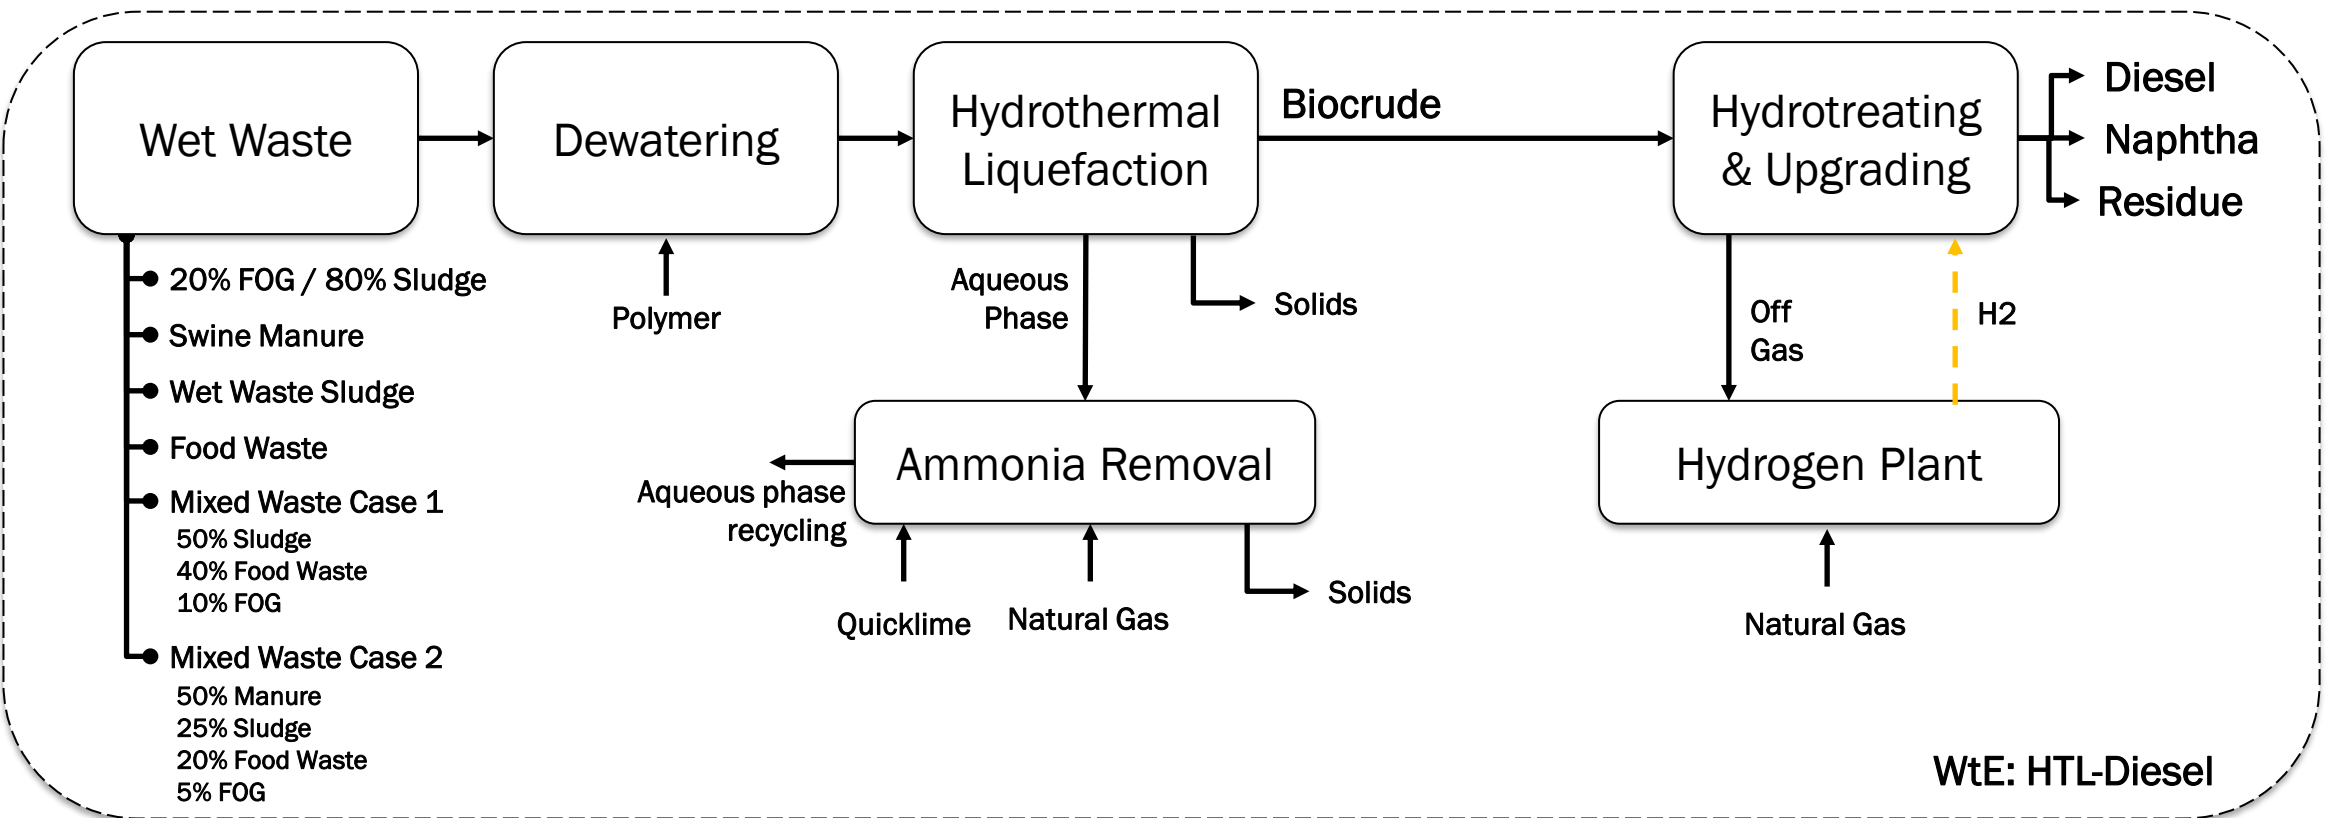 Wet Waste
Dewatering
Hydrothermal
Liquefaction
Biocrude
Hydrotreating
& Upgrading
Diesel
Naphtha
Residue
20% FOG / 80% Sludge
Swine Manure
Wet Waste Sludge
Food Waste
Mixed Waste Case 1
50% Sludge
40% Food Waste
10% FOG
Mixed Waste Case 2
50% Manure
25% Sludge
20% Food Waste
5% FOG
Polymer
Aqueous
Phase
Solids
Off
Gas
H2
Ammonia Removal
Aqueous phase
recycling
Quicklime
Natural Gas
Solids
Hydrogen Plant
Natural Gas
WtE: HTL-Diesel